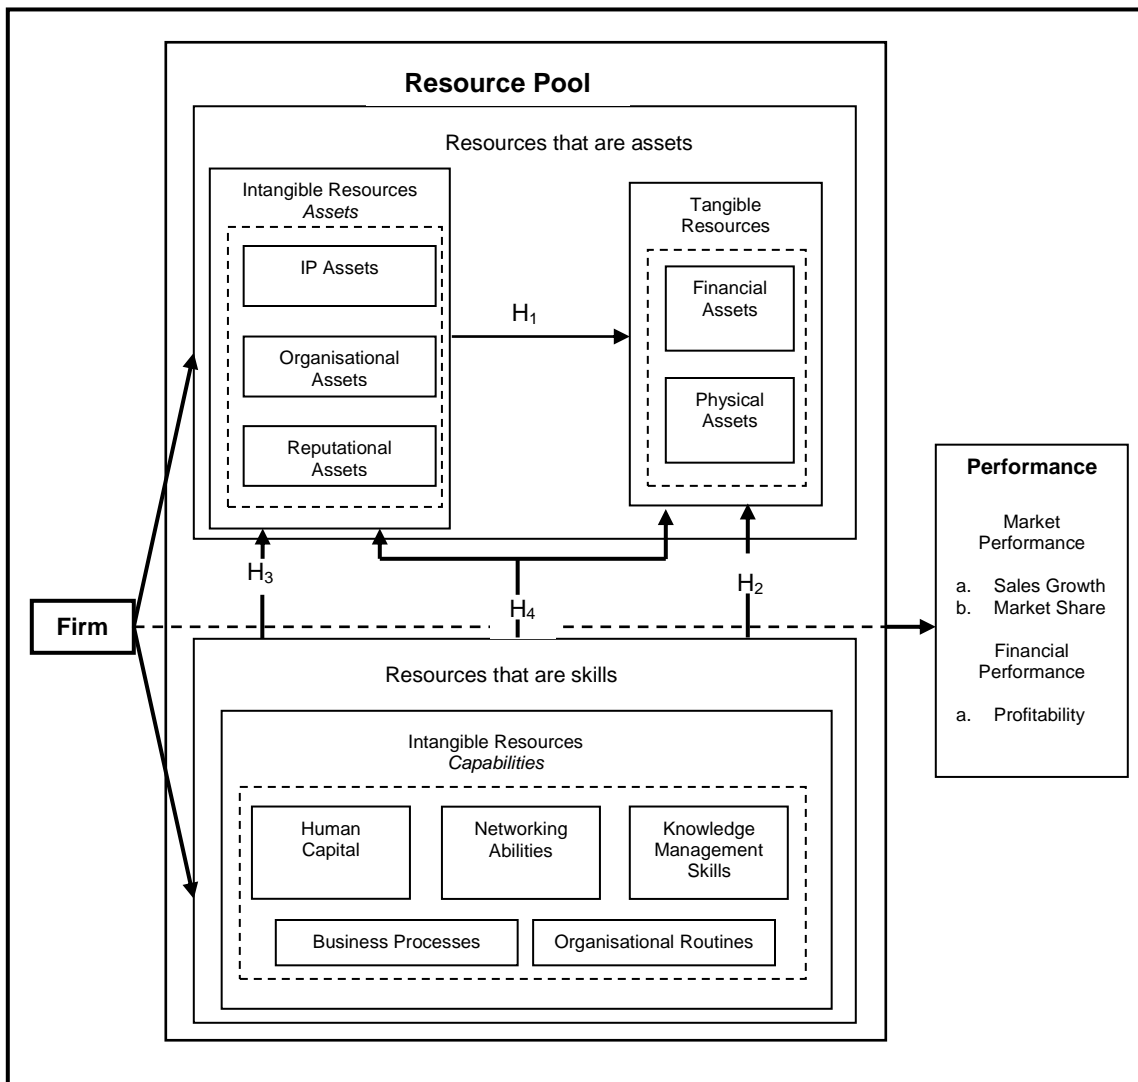 Resource Pool
Resources that are assets
Intangible Resources
Assets
IP Assets
Organisational
Assets
Reputational
Assets
H1
Tangible
Resources
Financial
Assets
Physical
Assets
H3
H4
H2
Firm
Performance
Market
Performance
a. Sales Growth
b. Market Share
Financial
Performance
a. Profitability
Resources that are skills
Intangible Resources
Capabilities
Human
Capital
Networking
Abilities
Knowledge
Management
Skills
Business Processes
Organisational Routines